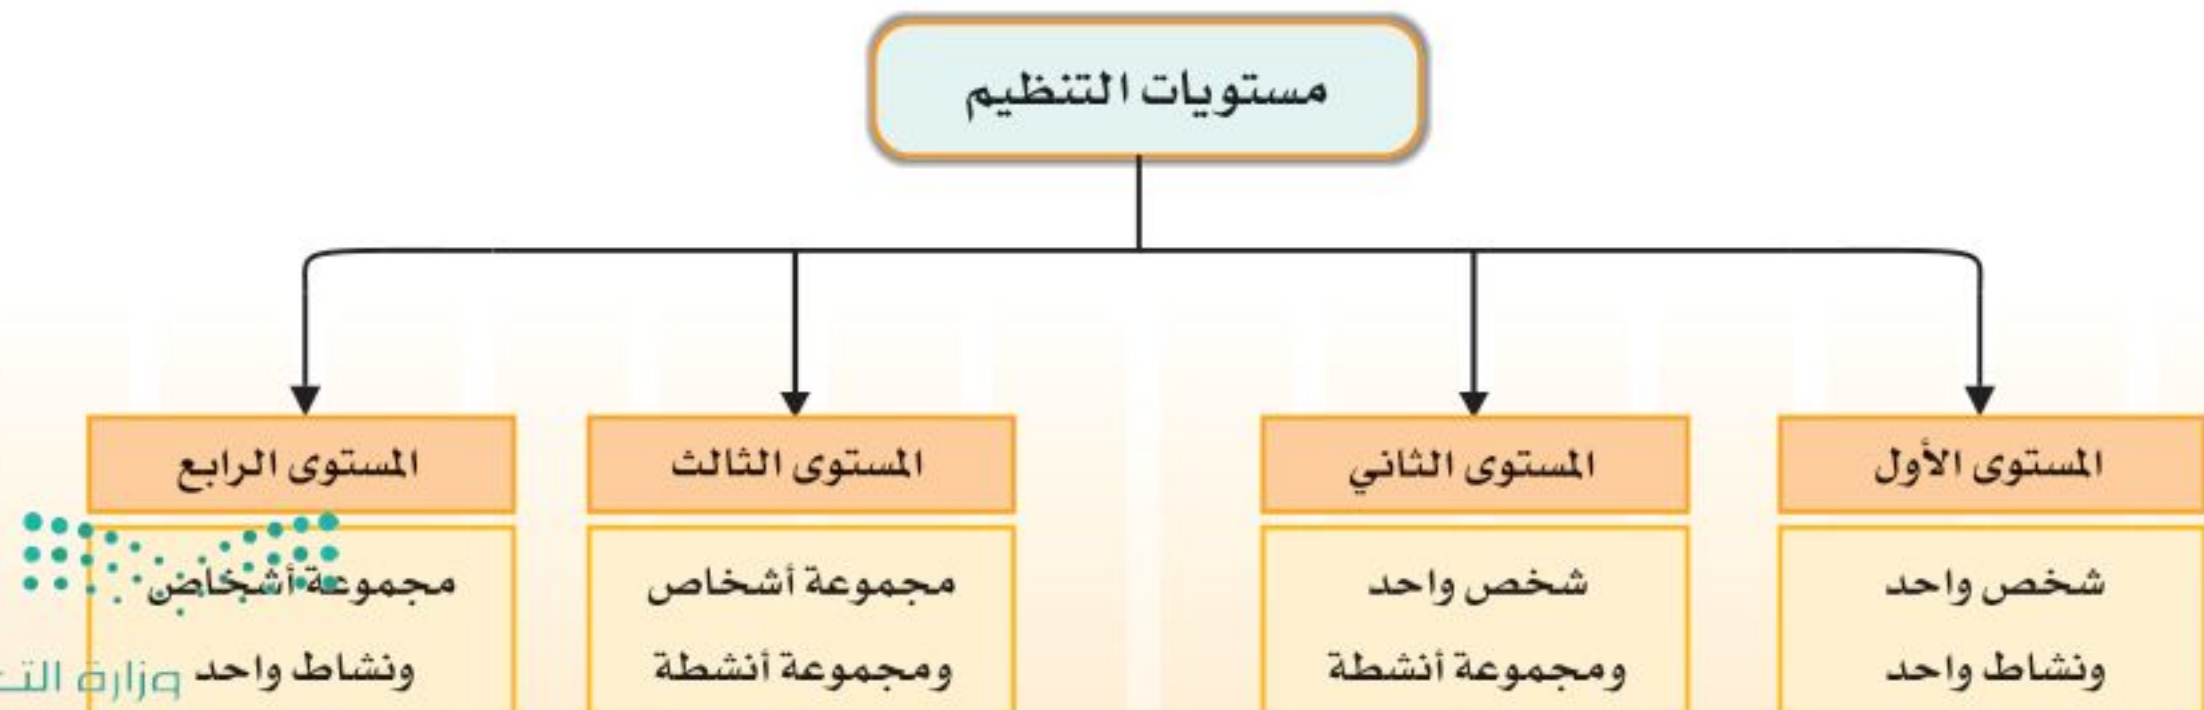 مستويات التنظيم
المستوى الأول
شخص واحد
ونشاط واحد
المستوى الثاني
شخص واحد
ومجموعة أنشطة
المستوى الثالث
مجموعة أشخاص
ومجموعة أنشطة
المستوى الرابع
مجموعة أشخاص
ونشاط واحد
وزارة